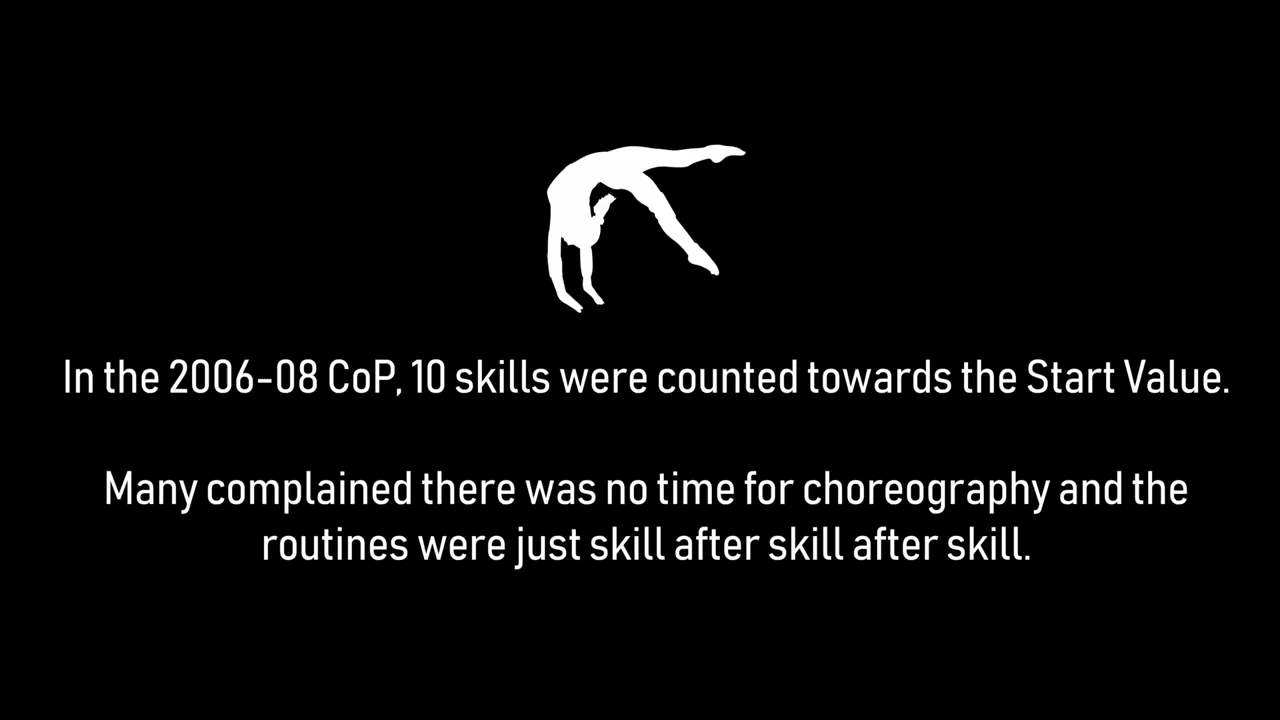 In the 2006-08 CoP, 10 skills were counted towards the Start Value.
Many complained there was no time for choreography and the
routines were just skill after skill after skill.